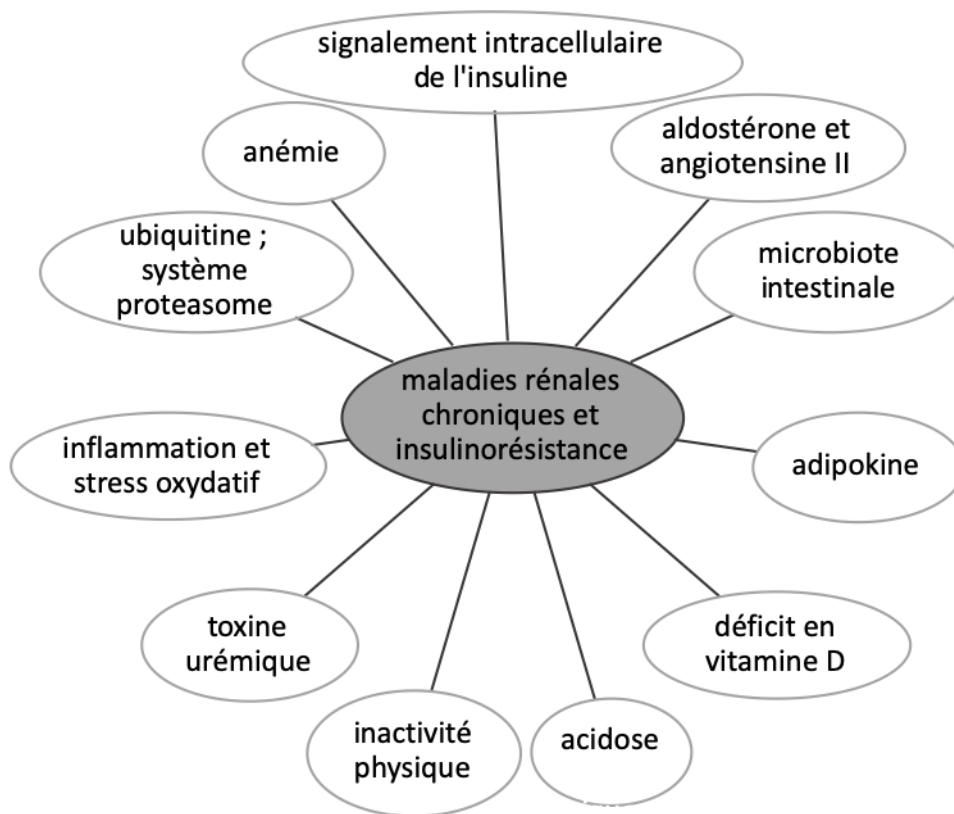 signalement intracellulaire
de l'insuline
aldostérone et
angiotensine II
microbiote
intestinale
adipokine
déficit en
vitamine D
acidose
inactivité
physique
toxine
urémique
inflammation et
stress oxydatif
ubiquitine ;
système
proteasome
anémie
maladies rénales
chroniques et
insulinorésistance